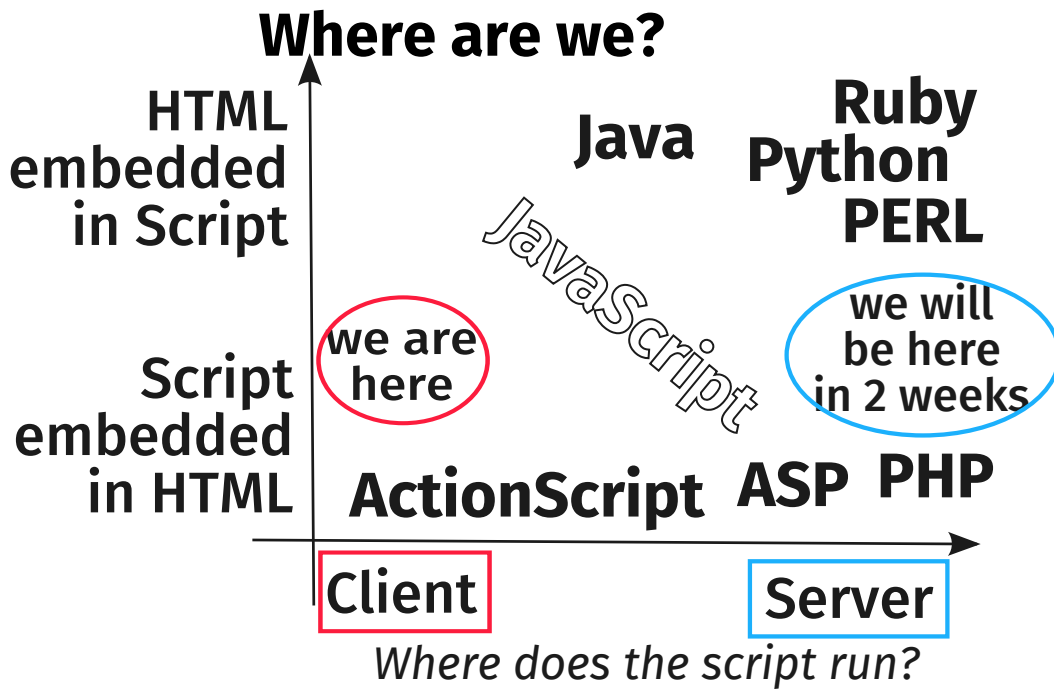 Where are we?
HTML
embedded
in Script
Java
Ruby
Python
PERL
JavaScript
we are
here
we will
be here
in 2 weeks
Script
embedded
in HTML
ActionScript
ASP
PHP
Client
Server
Where does the script run?